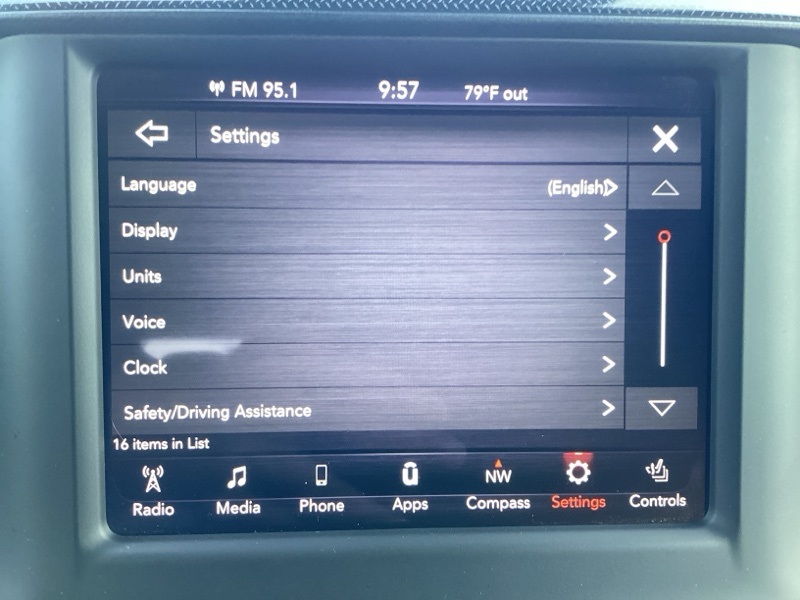 FM 95.1 9:57 79°F out
Settings
Language (English)
Display
Units
Voice
Clock
Safety/Driving Assistance
16 items in List
NW
Radio Media Phone Apps Compass Settings Controls